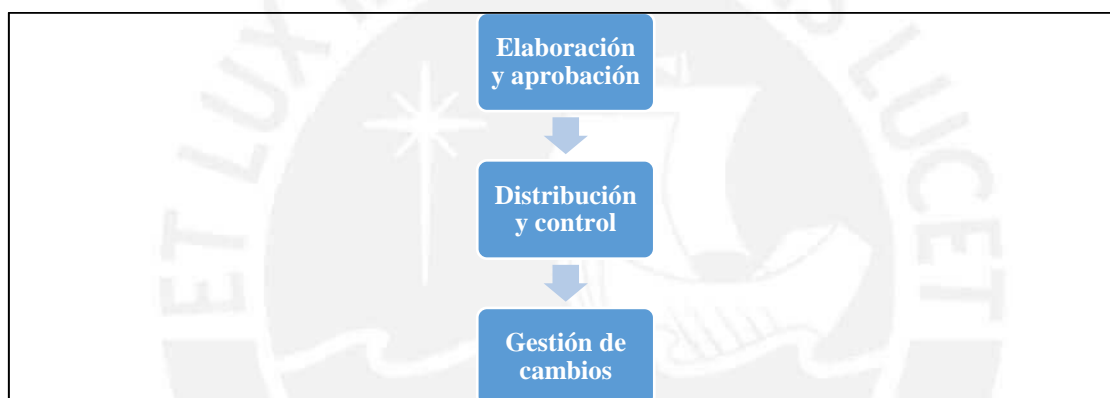 Elaboración
y aprobación
Distribución
y control
Gestión de
cambios
ET LUX
LUCET